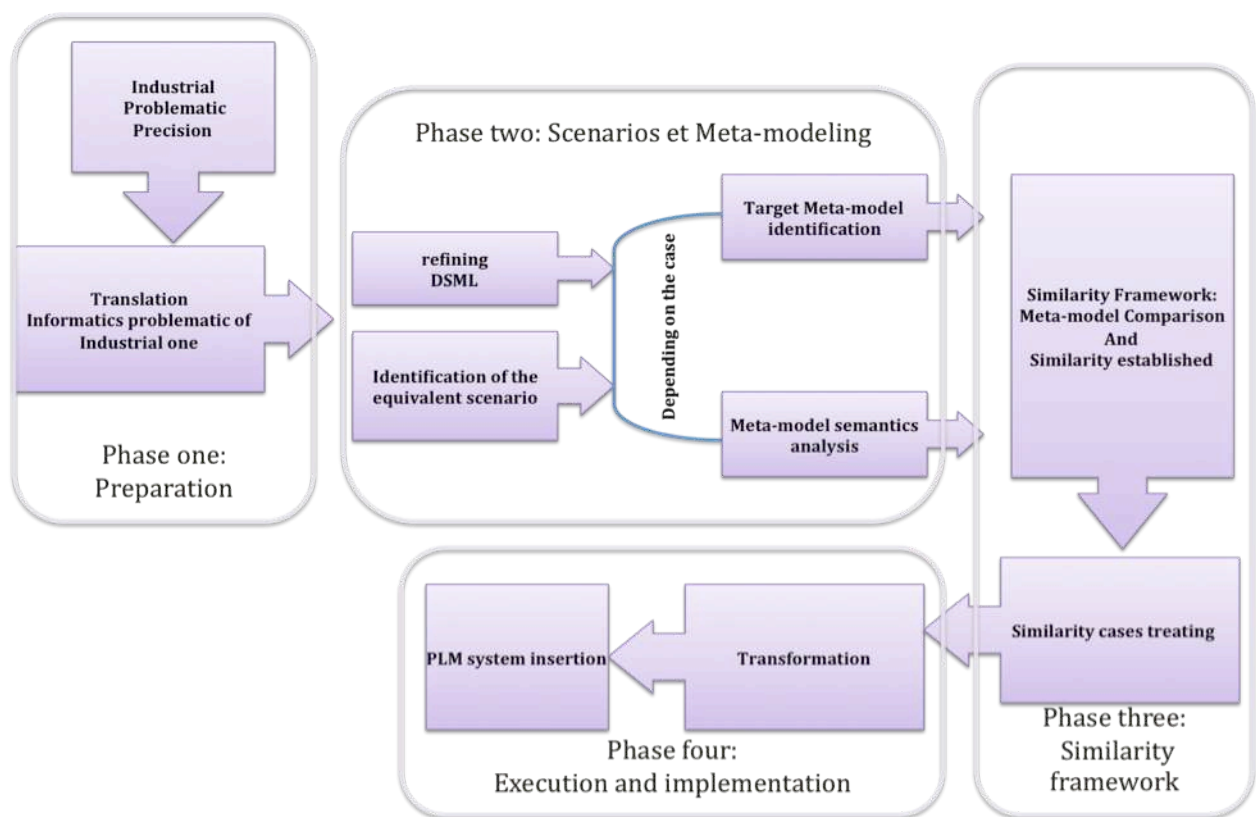 Industrial
Problematic
Precision
Translation
Informatics problematic of
Industrial one
Phase one:
Preparation
Phase two: Scenarios et Meta-modeling
refining
DSML
Identification of the
equivalent scenario
Depending on the case
Target Meta-model
identification
Meta-model semantics
analysis
Similarity Framework:
Meta-model Comparison
And
Similarity established
Similarity cases treating
Phase three:
Similarity
framework
Transformation
PLM system insertion
Phase four:
Execution and implementation